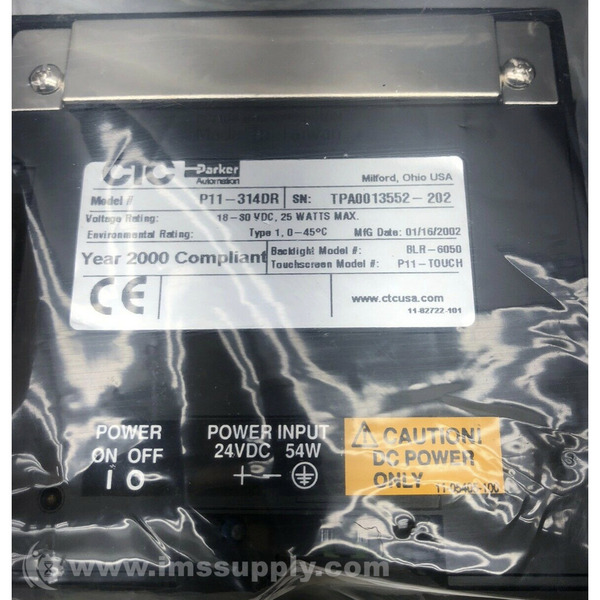 CTC Parker
Automation
Milford, Ohio USA
Model # P11-314DR SN: TPA0013552-202
Voltage Rating: 18-30 VDC, 25 WATTS MAX.
Environmental Rating: Type 1, 0-45°C Mfg Date: 01/16/2002
Year 2000 Compliant
Backlight Model #: BLR-6050
Touchscreen Model #: P11-TOUCH
CE
www.ctcusa.com
11-02722-101
POWER
ON OFF
I O
POWER INPUT
24VDC 54W
+ -
CAUTION!
DC POWER
ONLY
www.imssupply.com